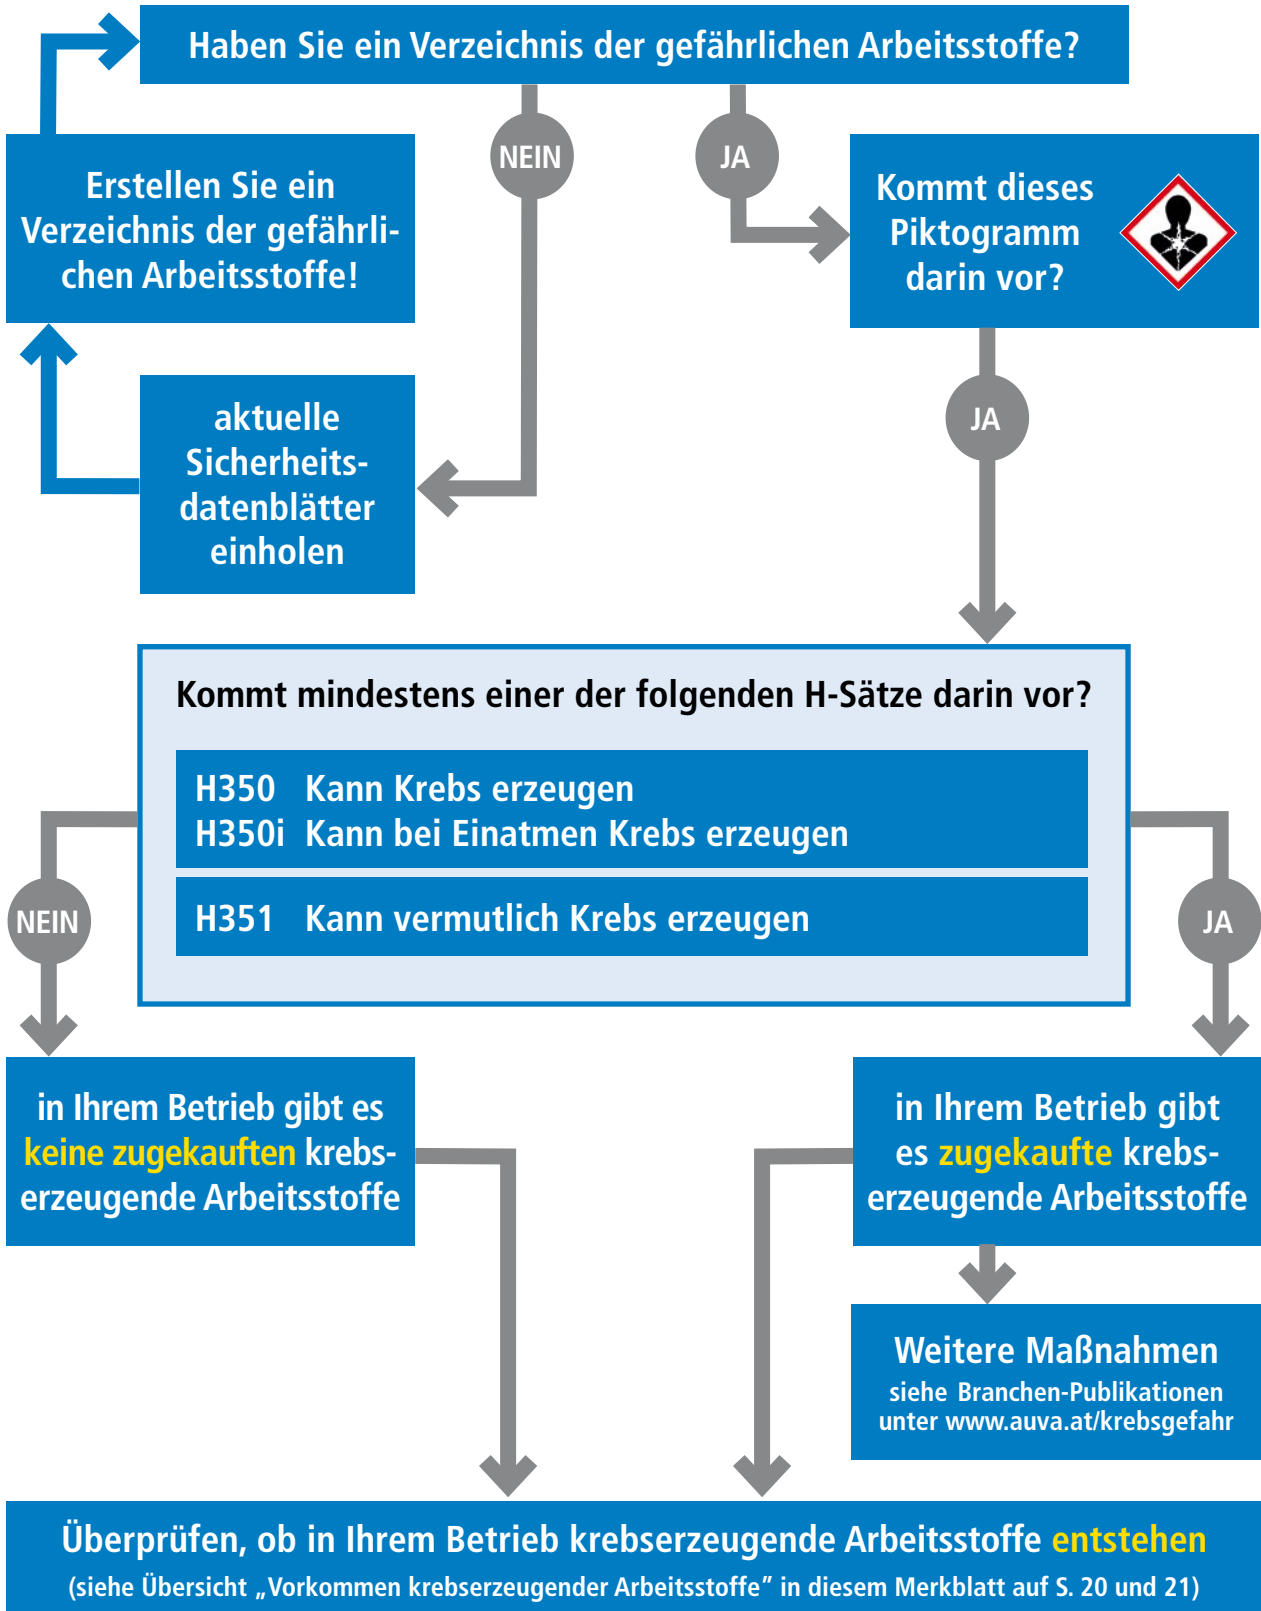 Haben Sie ein Verzeichnis der gefährlichen Arbeitsstoffe?
NEIN
JA
Erstellen Sie ein
Verzeichnis der gefährli-
chen Arbeitsstoffe!
Kommt dieses
Piktogramm
darin vor?
aktuelle
Sicherheits-
datenblätter
einholen
JA
Kommt mindestens einer der folgenden H-Sätze darin vor?
H350 Kann Krebs erzeugen
H350i Kann bei Einatmen Krebs erzeugen
H351 Kann vermutlich Krebs erzeugen
NEIN
JA
in Ihrem Betrieb gibt es
keine zugekauften krebs-
erzeugende Arbeitsstoffe
in Ihrem Betrieb gibt
es zugekaufte krebs-
erzeugende Arbeitsstoffe
Weitere Maßnahmen
siehe Branchen-Publikationen
unter www.auva.at/krebsgefahr
Überprüfen, ob in Ihrem Betrieb krebserzeugende Arbeitsstoffe entstehen
(siehe Übersicht „Vorkommen krebserzeugender Arbeitsstoffe" in diesem Merkblatt auf S. 20 und 21)